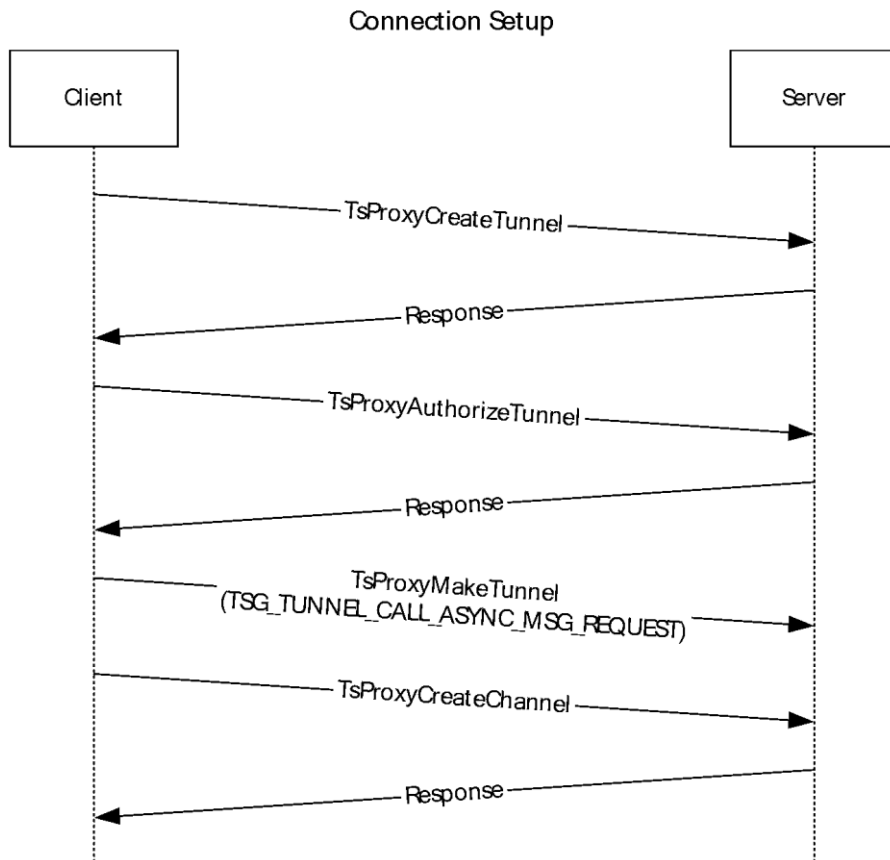 Connection Setup
Client
Server
TsProxyCreateTunnel
Response
TsProxyAuthorizeTunnel
Response
TsProxyMakeTunnel
(TSG_TUNNEL_CALL_ASYNC_MSG_REQUEST)
TsProxyCreateChannel
Response